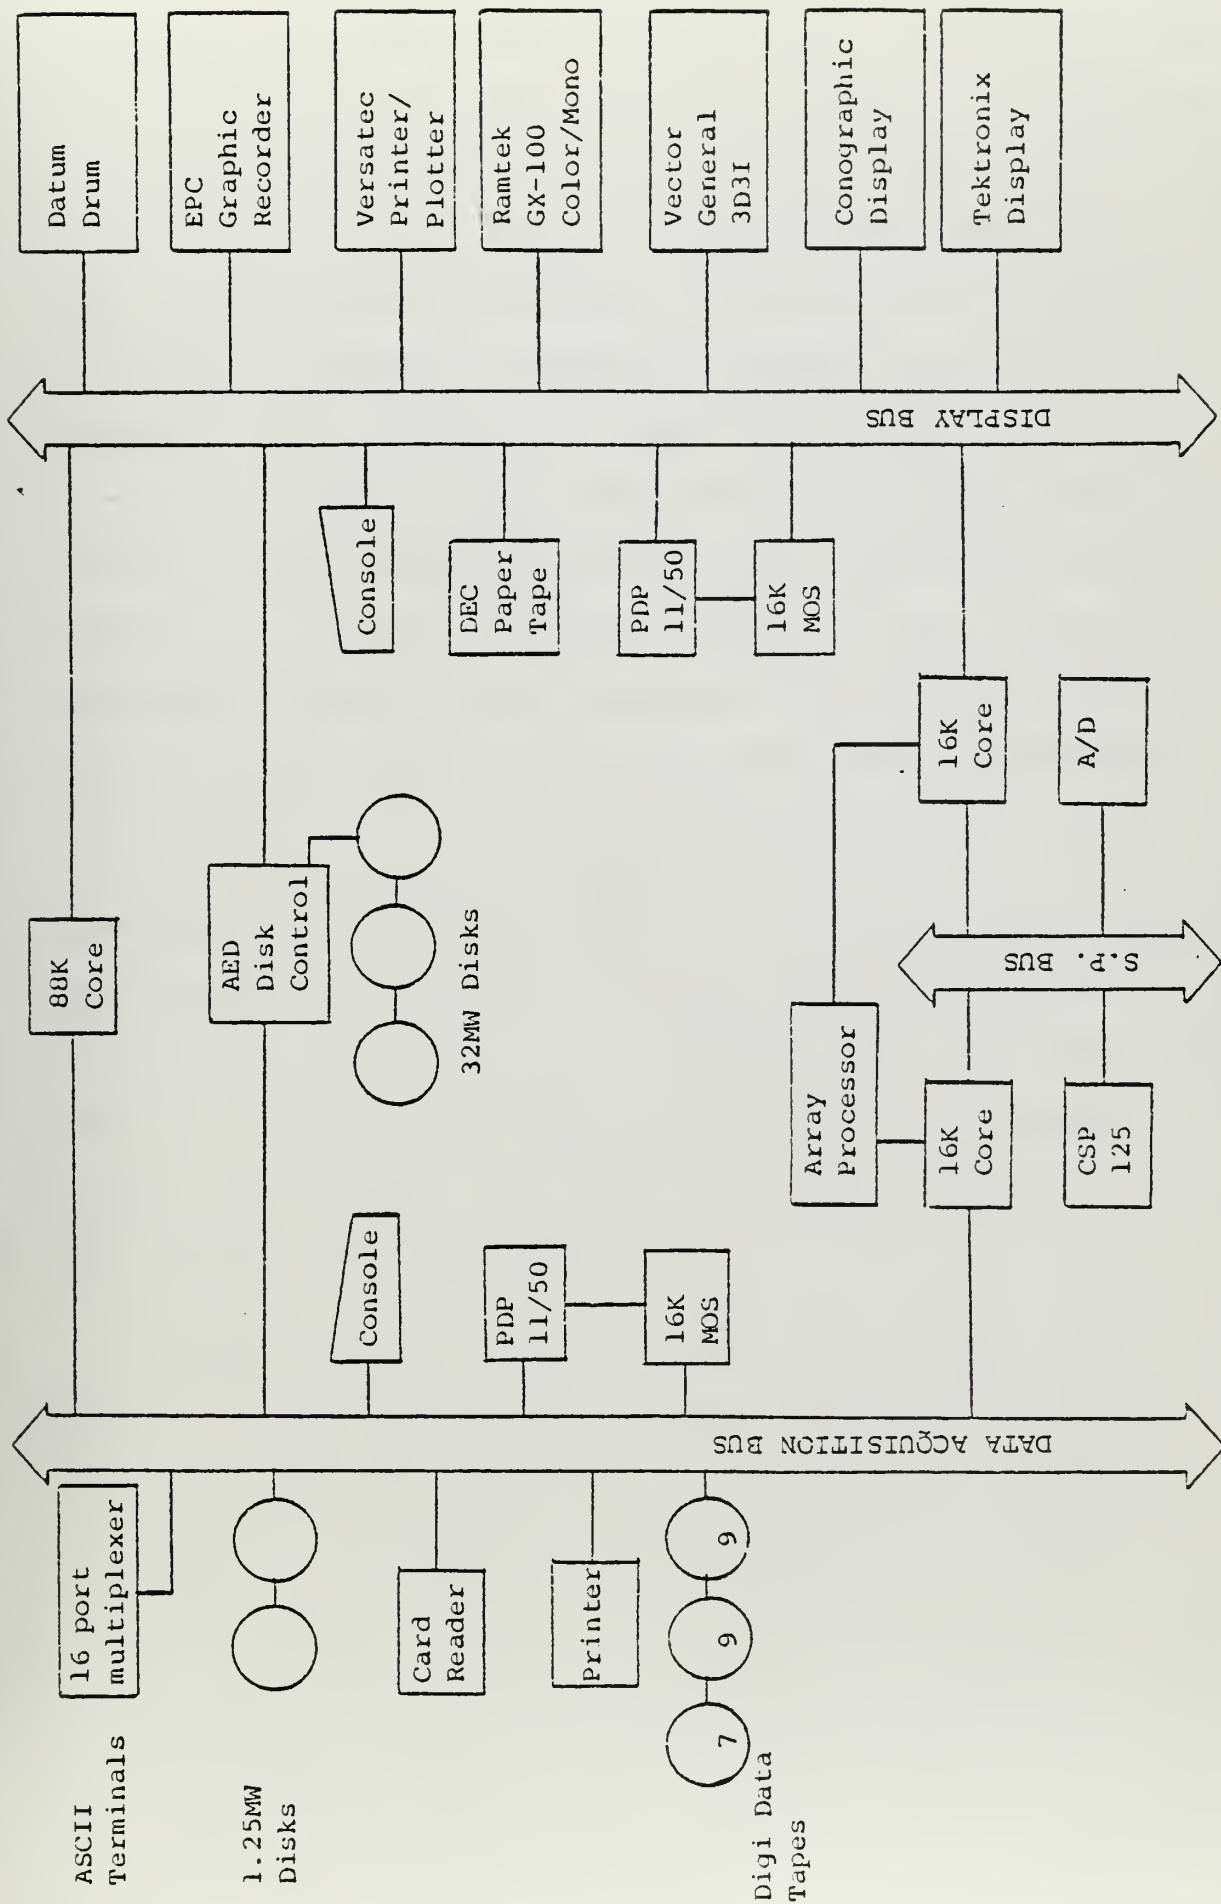 ASCII
Terminals
16 port
multiplexer
1.25MW
Disks
Card
Reader
Printer
Digi Data
Tapes
7
9
9
DATA ACQUISITION BUS
88K
Core
AED
Disk
Control
32MW Disks
Console
PDP
11/50
16K
MOS
Array
Processor
16K
Core
CSP
125
S.P. BUS
16K
Core
A/D
Console
DEC
Paper
Tape
PDP
11/50
16K
MOS
DISPLAY BUS
Datum
Drum
EPC
Graphic
Recorder
Versatec
Printer/
Plotter
Ramtek
GX-100
Color/Mono
Vector
General
3D3I
Conographic
Display
Tektronix
Display